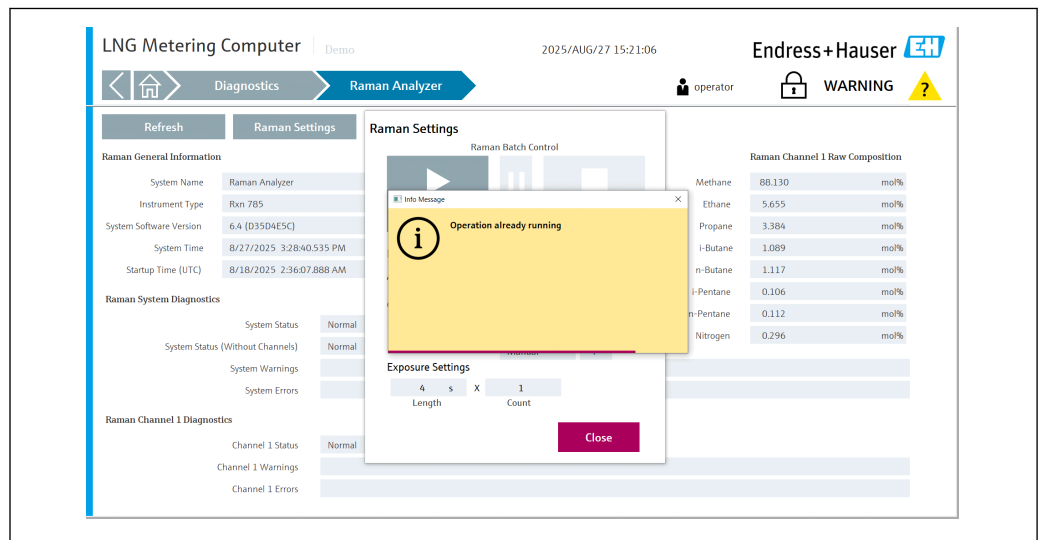 LNG Metering Computer
Demo
2025/AUG/27 15:21:06
Endress+Hauser EH
Diagnostics
Raman Analyzer
operator
WARNING
?
Refresh
Raman Settings
Raman General Information
System Name Raman Analyzer
Instrument Type Rxn 785
System Software Version 6.4 (D35D4E5C)
System Time 8/27/2025 3:28:40.535 PM
Startup Time (UTC) 8/18/2025 2:36:07.888 AM
Raman System Diagnostics
System Status Normal
System Status (Without Channels) Normal
System Warnings
System Errors
Raman Channel 1 Diagnostics
Channel 1 Status Normal
Channel 1 Warnings
Channel 1 Errors
Raman Settings
Raman Batch Control
Info Message
Operation already running
Exposure Settings
4 s X 1
Length Count
Close
Raman Channel 1 Raw Composition
Methane 88.130 mol%
Ethane 5.655 mol%
Propane 3.384 mol%
i-Butane 1.089 mol%
n-Butane 1.117 mol%
i-Pentane 0.106 mol%
n-Pentane 0.112 mol%
Nitrogen 0.296 mol%